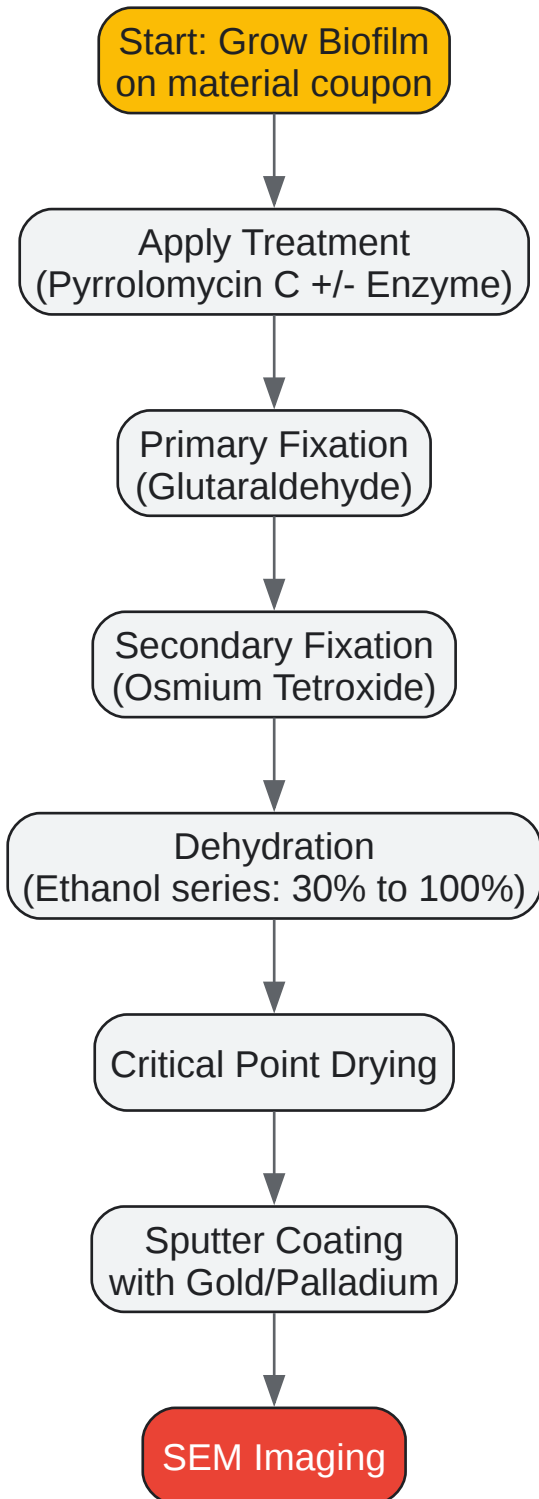 Start: Grow Biofilm
on material coupon
Apply Treatment
(Pyrrolomycin C +/- Enzyme)
Primary Fixation
(Glutaraldehyde)
Secondary Fixation
(Osmium Tetroxide)
Dehydration
(Ethanol series: 30% to 100%)
Critical Point Drying
Sputter Coating
with Gold/Palladium
SEM Imaging